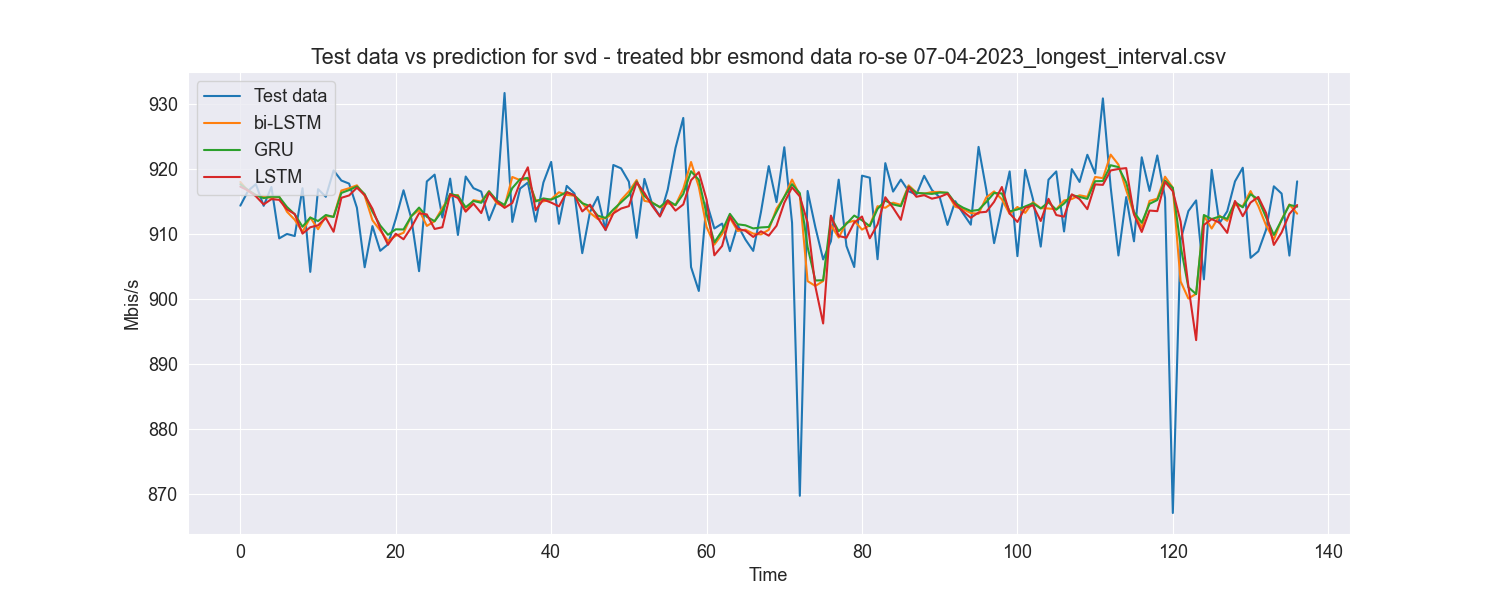 Test data vs prediction for svd - treated bbr esmond data ro-se 07-04-2023_longest_interval.csv
Test data
bi-LSTM
GRU
LSTM
930
920
910
900
890
880
870
Mbis/s
0 20 40 60 80 100 120 140
Time